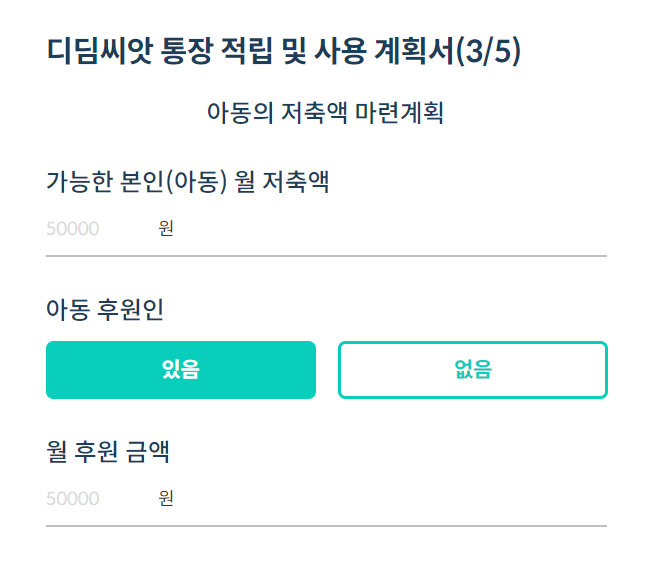 디딤씨앗 통장 적립 및 사용 계획서(3/5)
아동의 저축액 마련계획
가능한 본인(아동) 월 저축액
50000 원
아동 후원인
있음 없음
월 후원 금액
50000 원